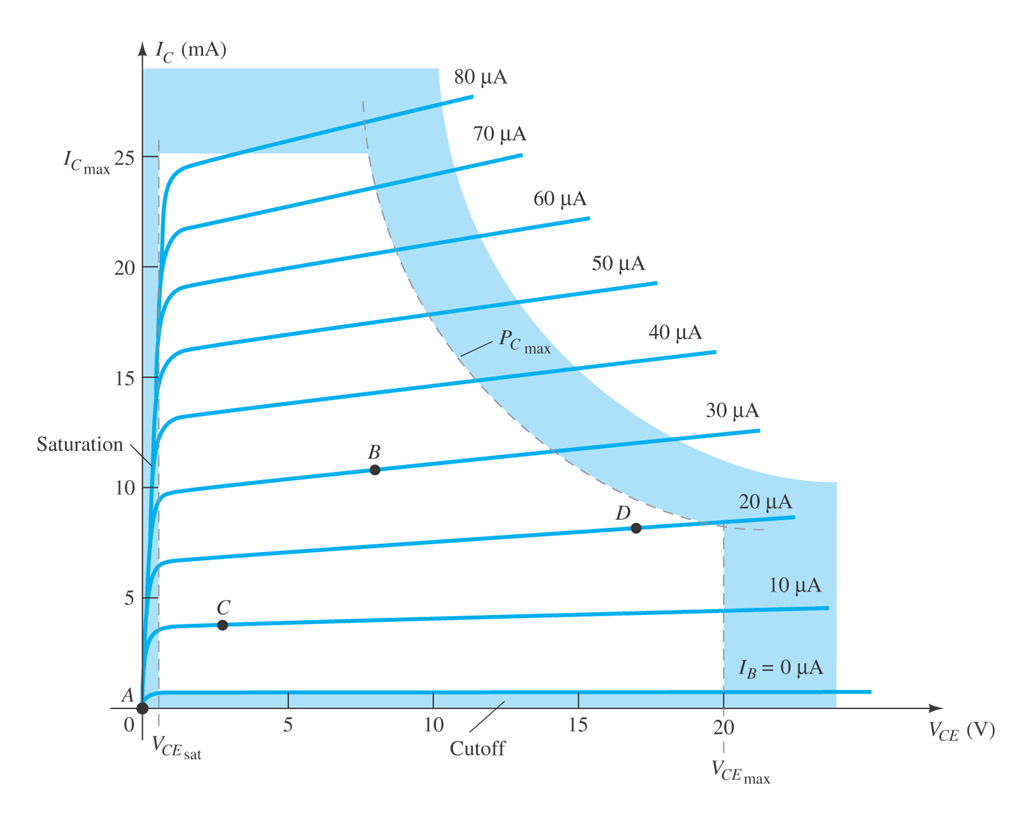 I_C (mA)
80 μA
70 μA
I_C max 25
60 μA
20
50 μA
40 μA
P_C max
15
30 μA
Saturation
B
10
20 μA
D
10 μA
5
C
I_B = 0 μA
A
0
5
10
15
20
V_CE (V)
V_CE sat
Cutoff
V_CE max